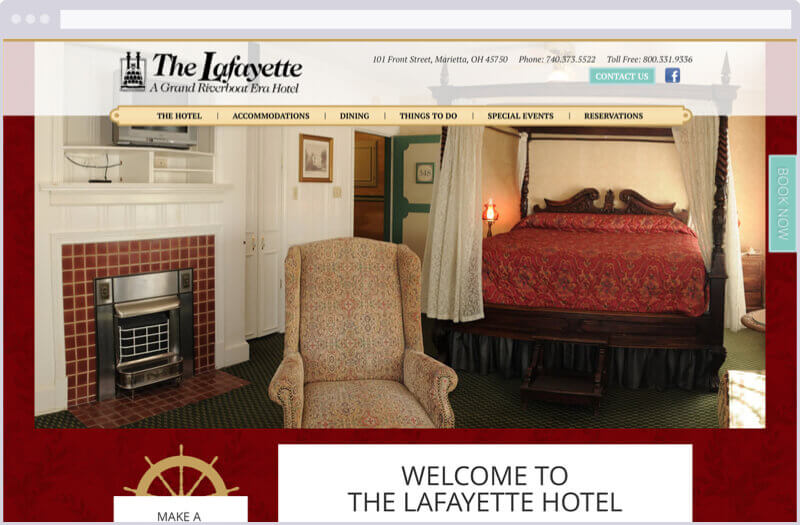 The Lafayette
A Grand Riverboat Era Hotel
101 Front Street, Marietta, OH 45750 Phone: 740.373.5522 Toll Free: 800.331.9336
CONTACT US
f
THE HOTEL | ACCOMMODATIONS | DINING | THINGS TO DO | SPECIAL EVENTS | RESERVATIONS
348
BOOK NOW
WELCOME TO
THE LAFAYETTE HOTEL
MAKE A